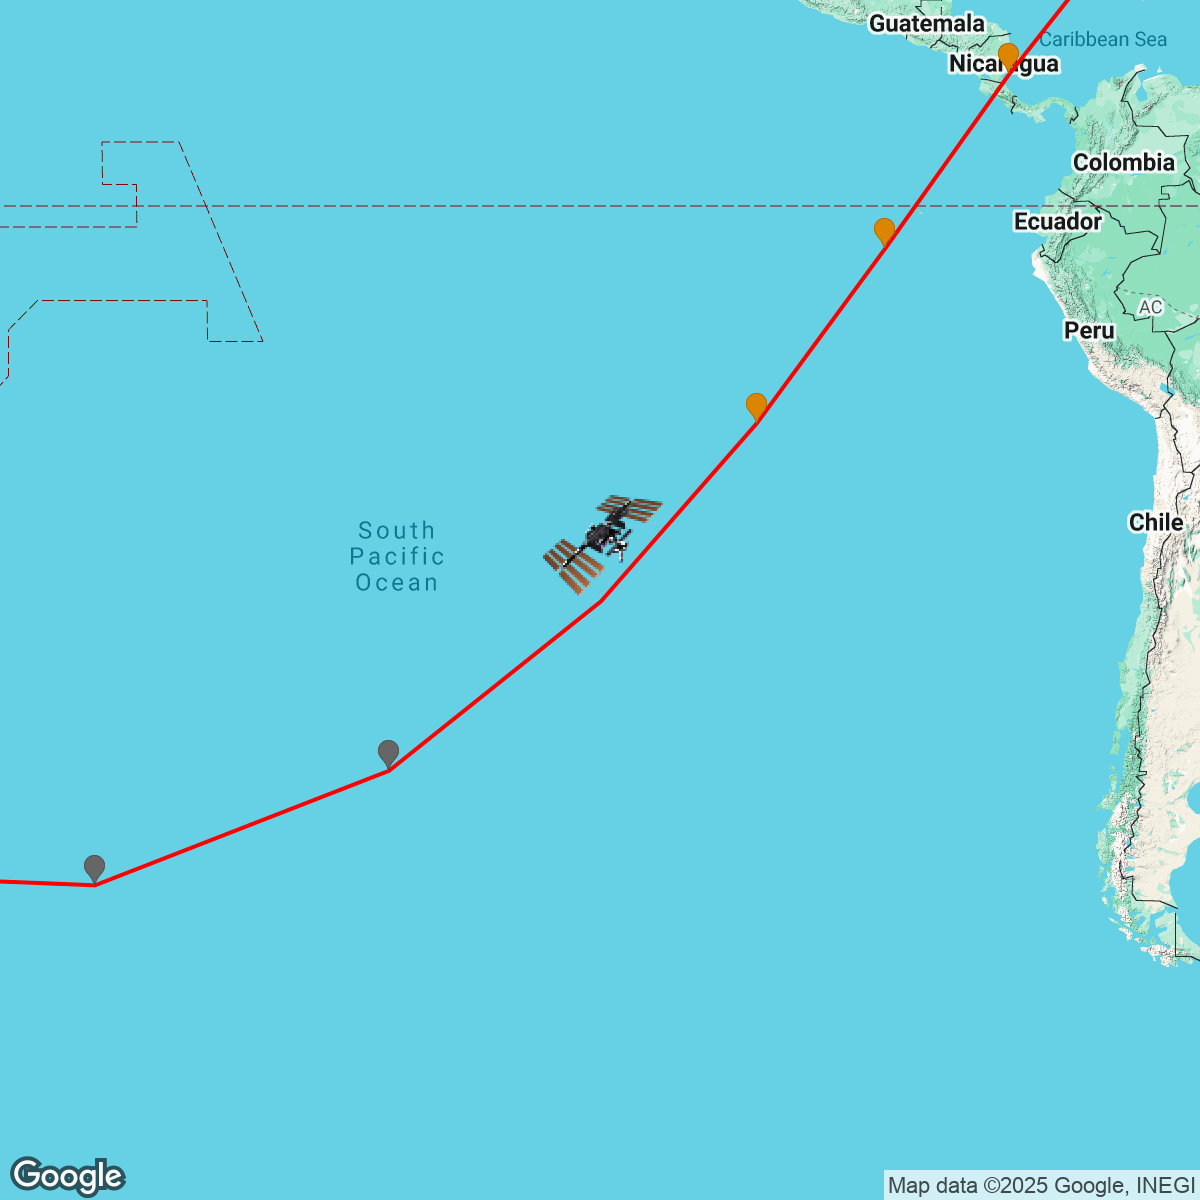 Guatemala
Caribbean Sea
Nicaragua
Colombia
Ecuador
AC
Peru
Chile
South
Pacific
Ocean
Google
Map data ©2025 Google, INEGI